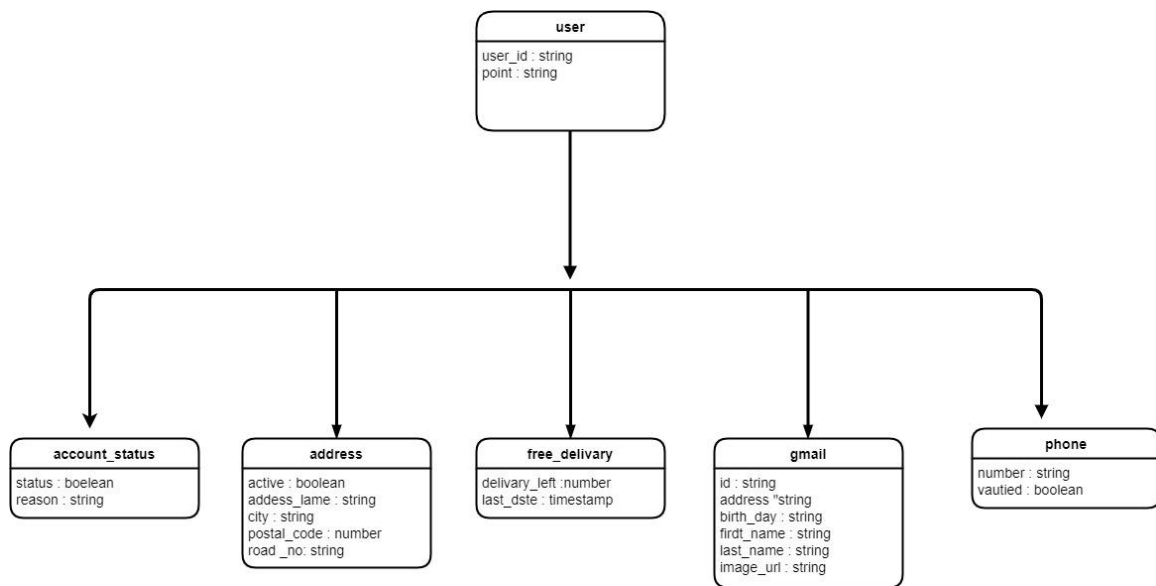 user
user_id : string
point : string
account_status
status : boelean
reason : string
address
active : boolean
addess_lame : string
city : string
postal_code : number
road _no: string
free_delivary
delivary_left :number
last_dste : timestamp
gmail
id : string
address "string
birth_day : string
firdt_name : string
last_name : string
image_url : string
phone
number : string
vautied : boolean